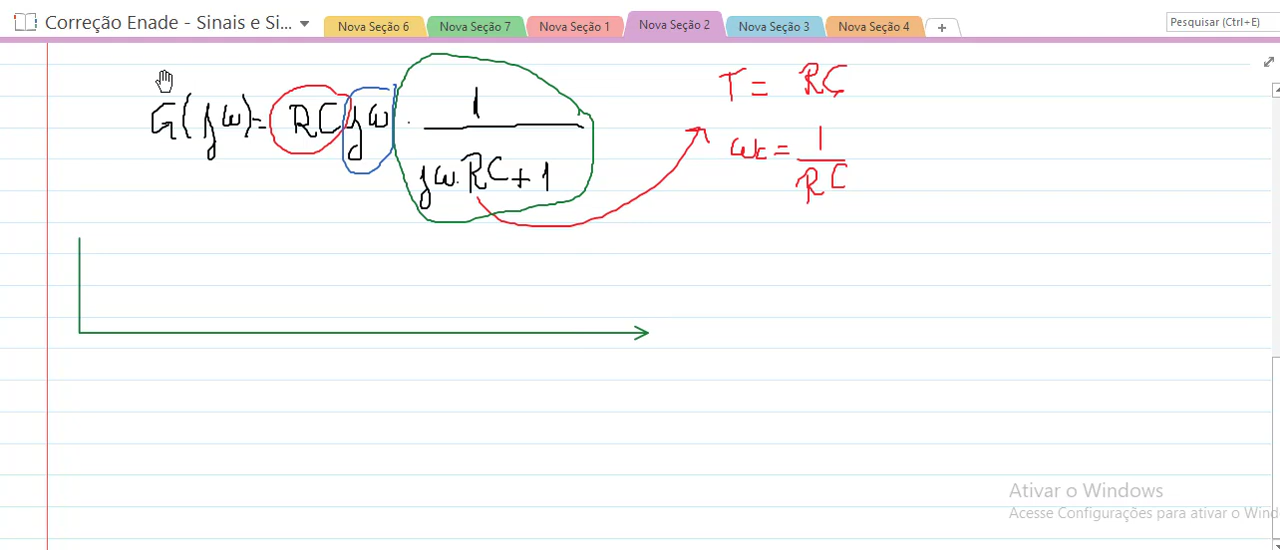 Correção Enade - Sinais e Si...
Nova Seção 6
Nova Seção 7
Nova Seção 1
Nova Seção 2
Nova Seção 3
Nova Seção 4
+
Pesquisar (Ctrl+E)
G(jω)= RC jω · 1
jω.RC+1
T = RC
ωc = 1
RC
Ativar o Windows
Acesse Configurações para ativar o Wind